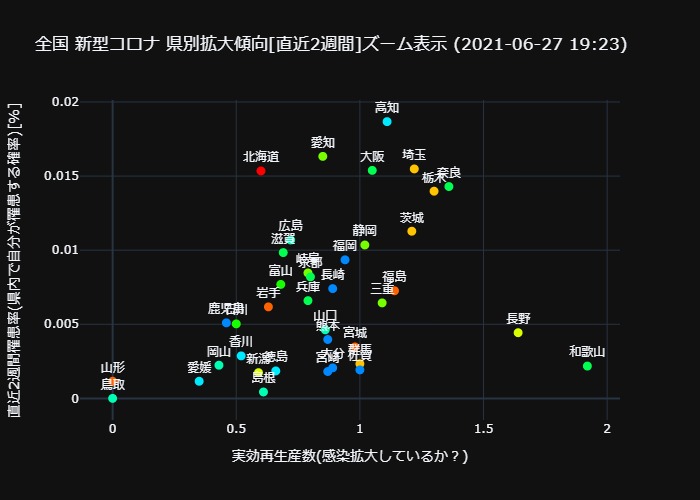 全国 新型コロナ 県別拡大傾向[直近2週間]ズーム表示 (2021-06-27 19:23)
直近2週間罹患率(県内で自分が罹患する確率)[%]
0.02
0.015
0.01
0.005
0
高知
愛知
北海道
大阪
埼玉
栃木
奈良
茨城
広島
滋賀
静岡
福岡
岐阜
京都
富山
長崎
福島
兵庫
三重
岩手
鹿児島
石川
山口
熊本
宮城
長野
香川
群馬
大分
佐賀
宮崎
岡山
新潟
徳島
愛媛
島根
山形
鳥取
和歌山
0
0.5
1
1.5
2
実効再生産数(感染拡大しているか？)